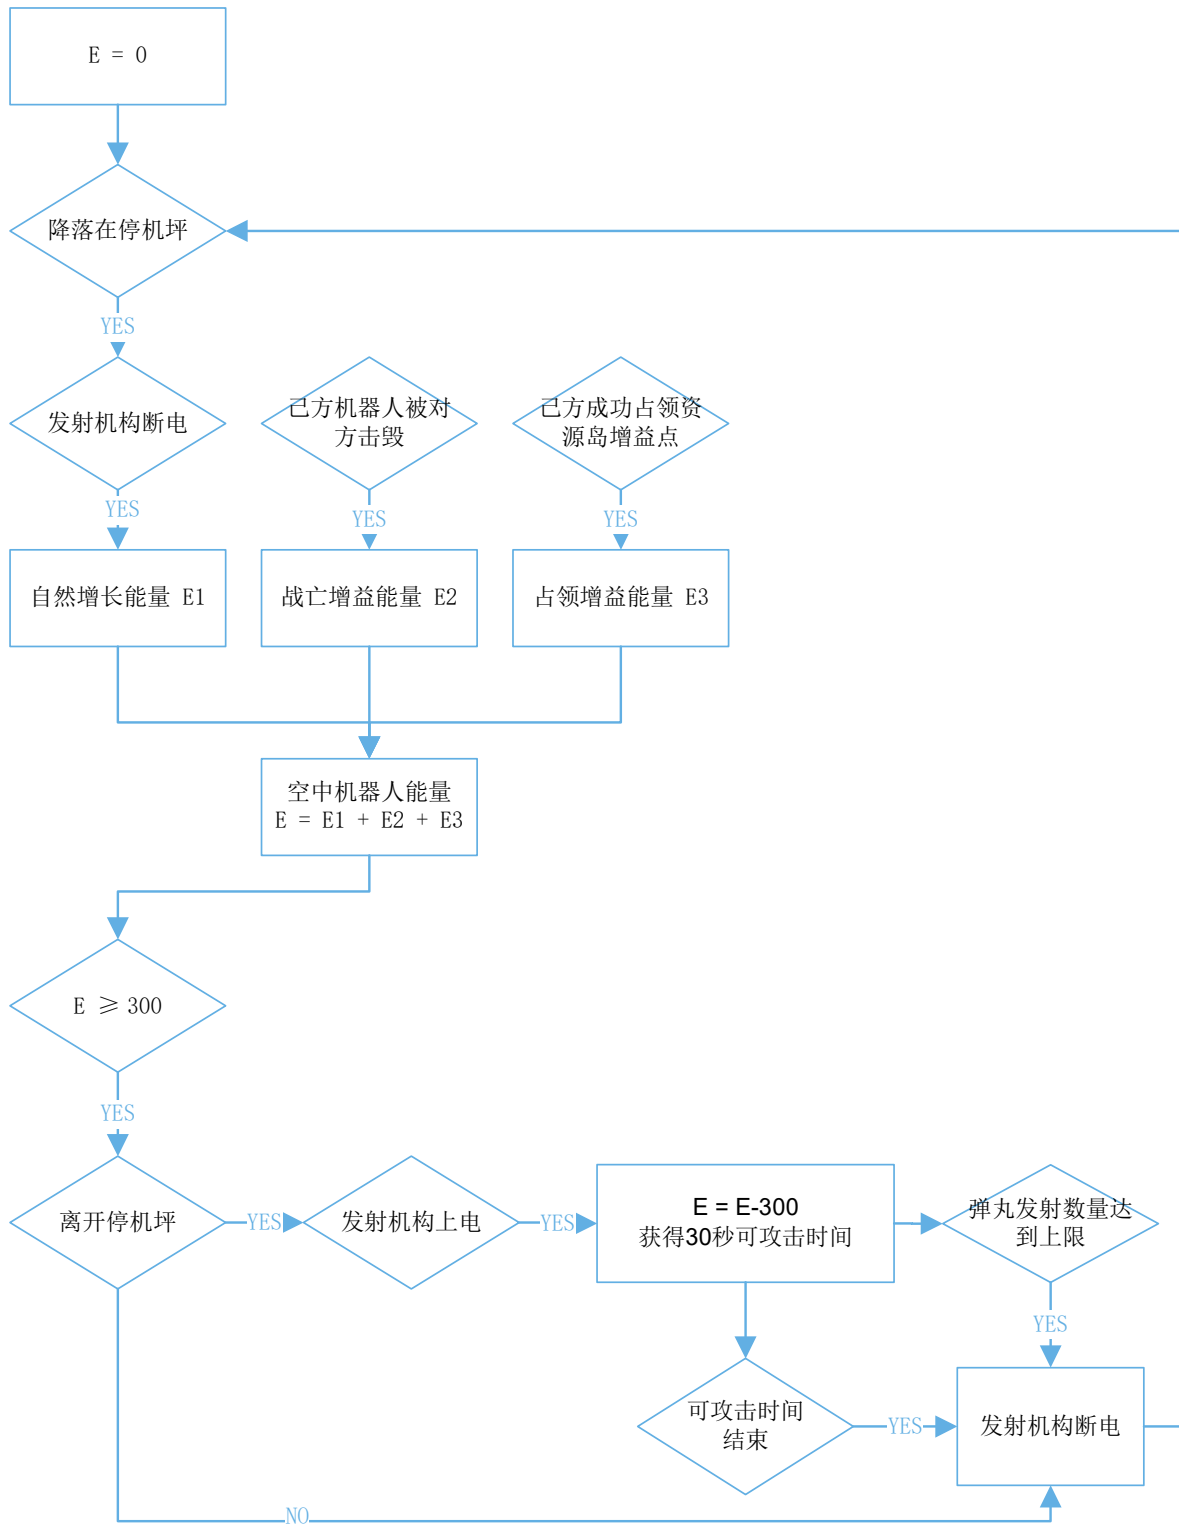 E = 0
降落在停机坪
YES
发射机构断电
己方机器人被对
方击毁
己方成功占领资
源岛增益点
YES
YES
YES
自然增长能量 E1
战亡增益能量 E2
占领增益能量 E3
空中机器人能量
E = E1 + E2 + E3
E ≥ 300
YES
离开停机坪
YES
发射机构上电
YES
E = E-300
获得30秒可攻击时间
弹丸发射数量达
到上限
YES
可攻击时间
结束
YES
发射机构断电
NO